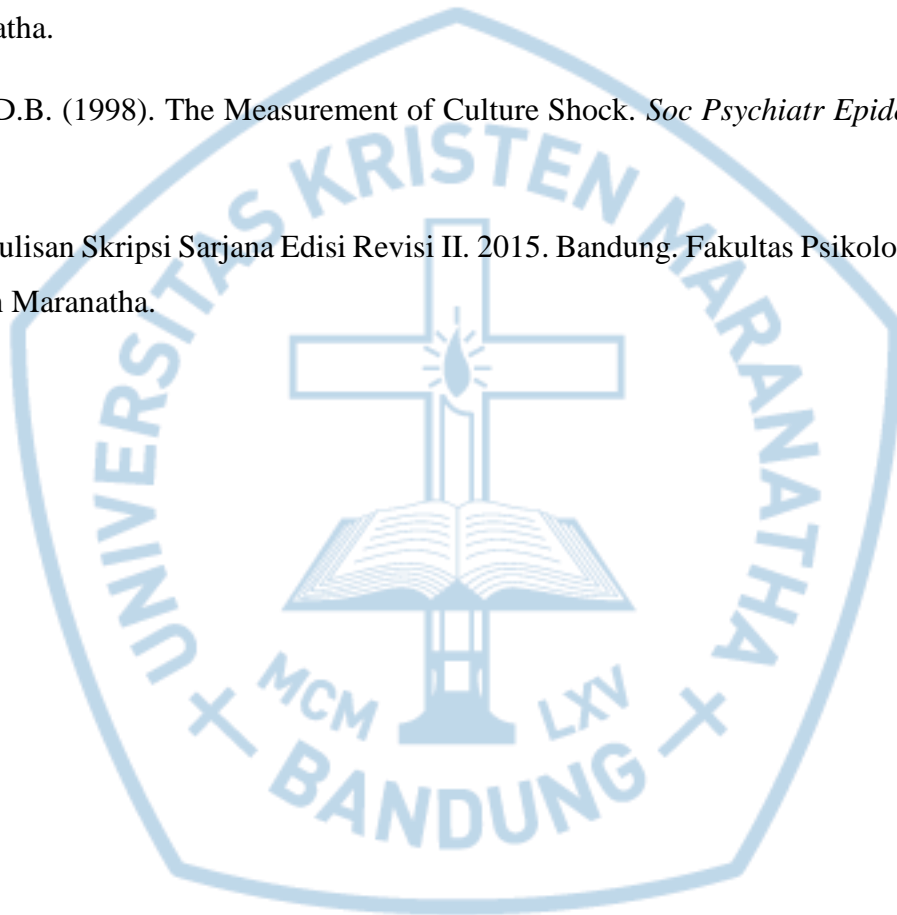 atha.
D.B. (1998). The Measurement of Culture Shock. Soc Psychiatr Epide
ulisan Skripsi Sarjana Edisi Revisi II. 2015. Bandung. Fakultas Psikolo
n Maranatha.
UNIVERSITAS KRISTEN MARANATHA
MCM LXV
BANDUNG